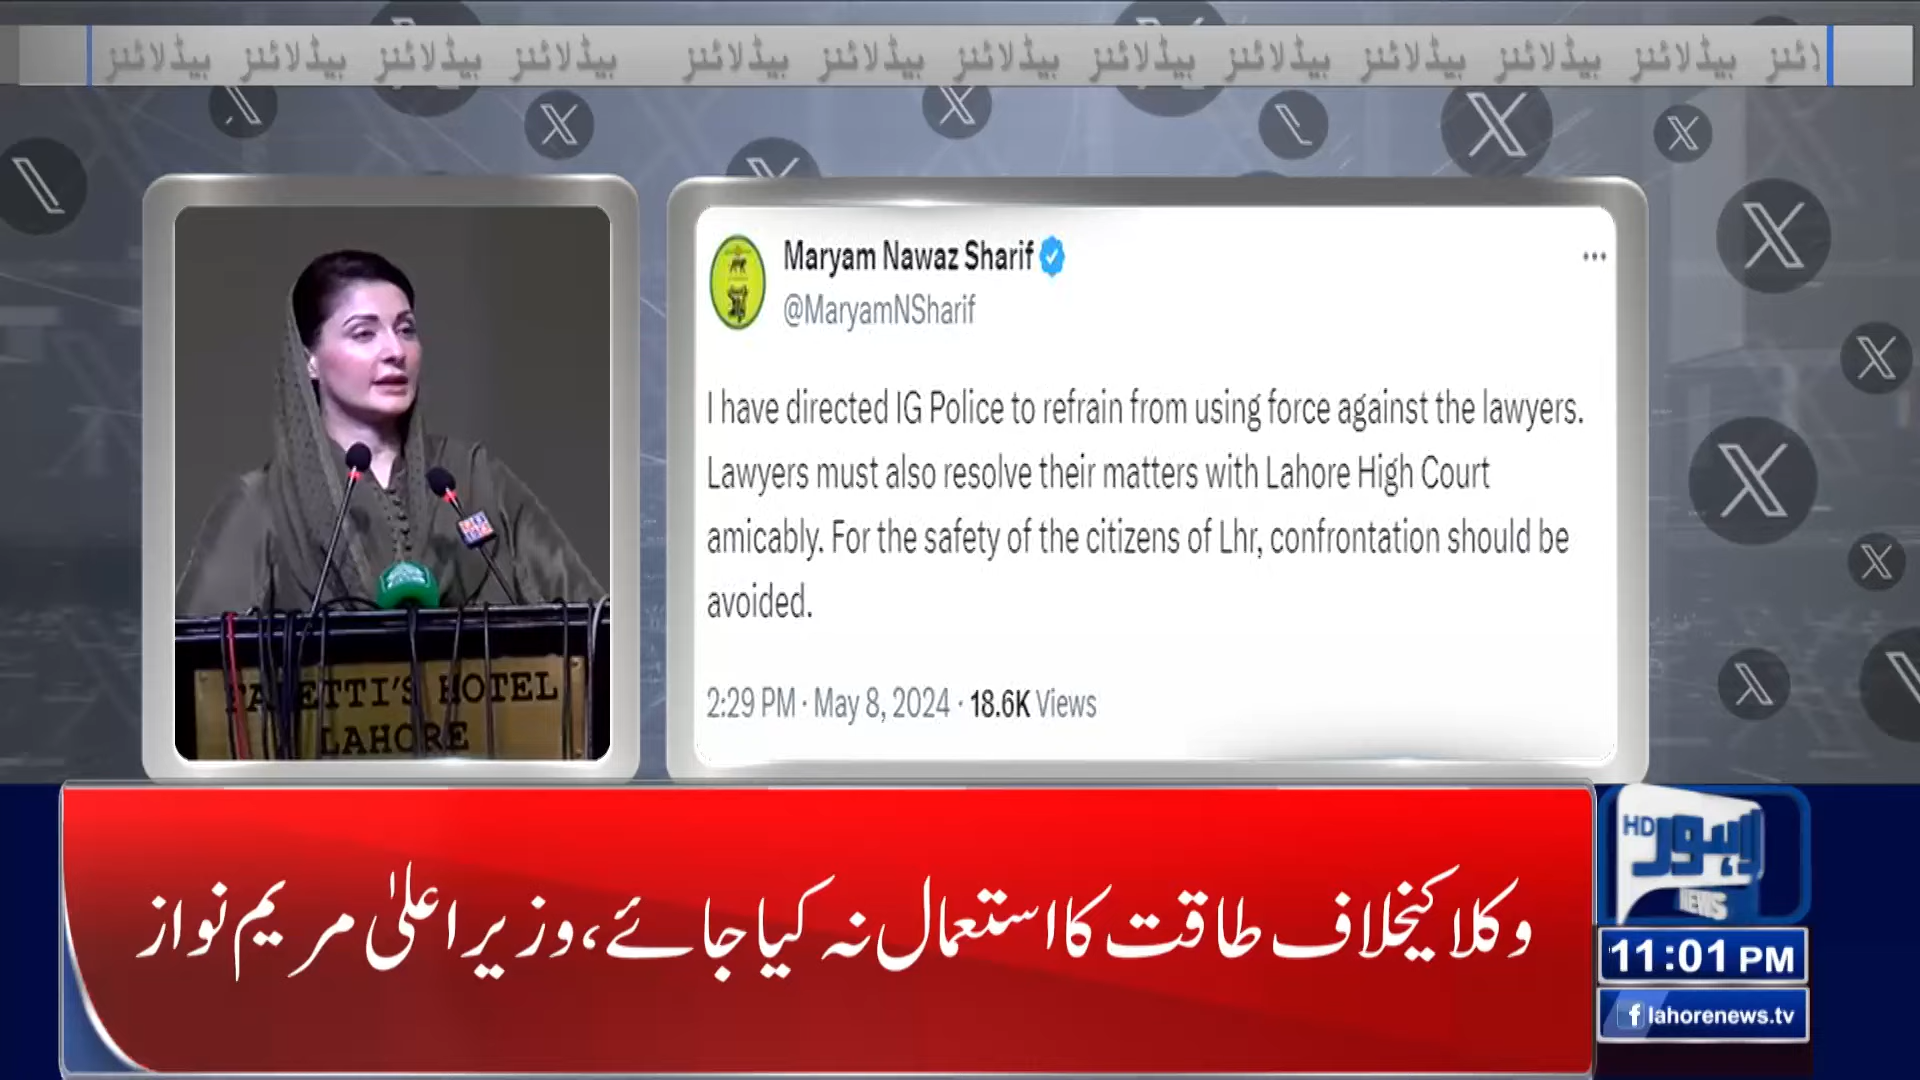 ہیڈلائنز ہیڈلائنز ہیڈلائنز ہیڈلائنز ہیڈلائنز ہیڈلائنز ہیڈلائنز ہیڈلائنز ہیڈلائنز ہیڈلائنز ہیڈلائنز ہیڈلائنز
Maryam Nawaz Sharif
@MaryamNSharif
I have directed IG Police to refrain from using force against the lawyers.
Lawyers must also resolve their matters with Lahore High Court
amicably. For the safety of the citizens of Lhr, confrontation should be
avoided.
2:29 PM · May 8, 2024 · 18.6K Views
HOTEL
LAHORE
وکلا کیخلاف طاقت کا استعمال نہ کیا جائے، وزیراعلیٰ مریم نواز
لاہور HD
NEWS
11:01 PM
lahorenews.tv